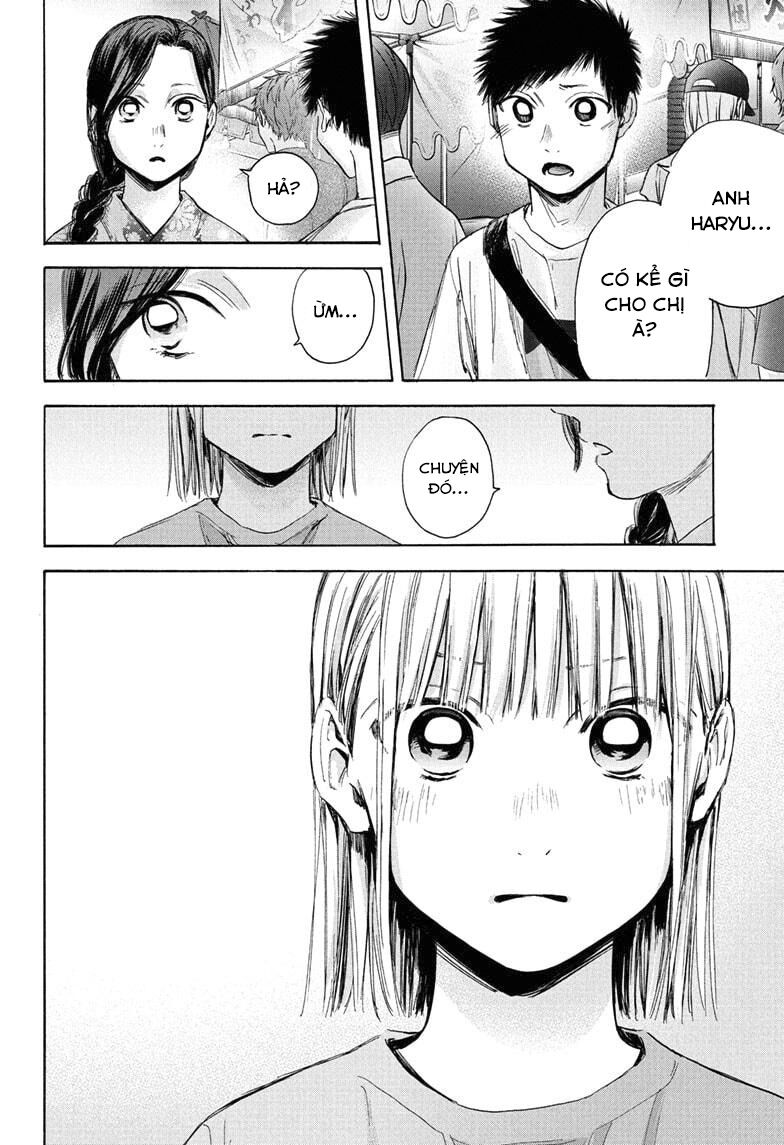 ANH
HARYU...
CÓ KỂ GÌ
CHO CHỊ
À?
HẢ?
ỪM...
CHUYỆN
ĐÓ...